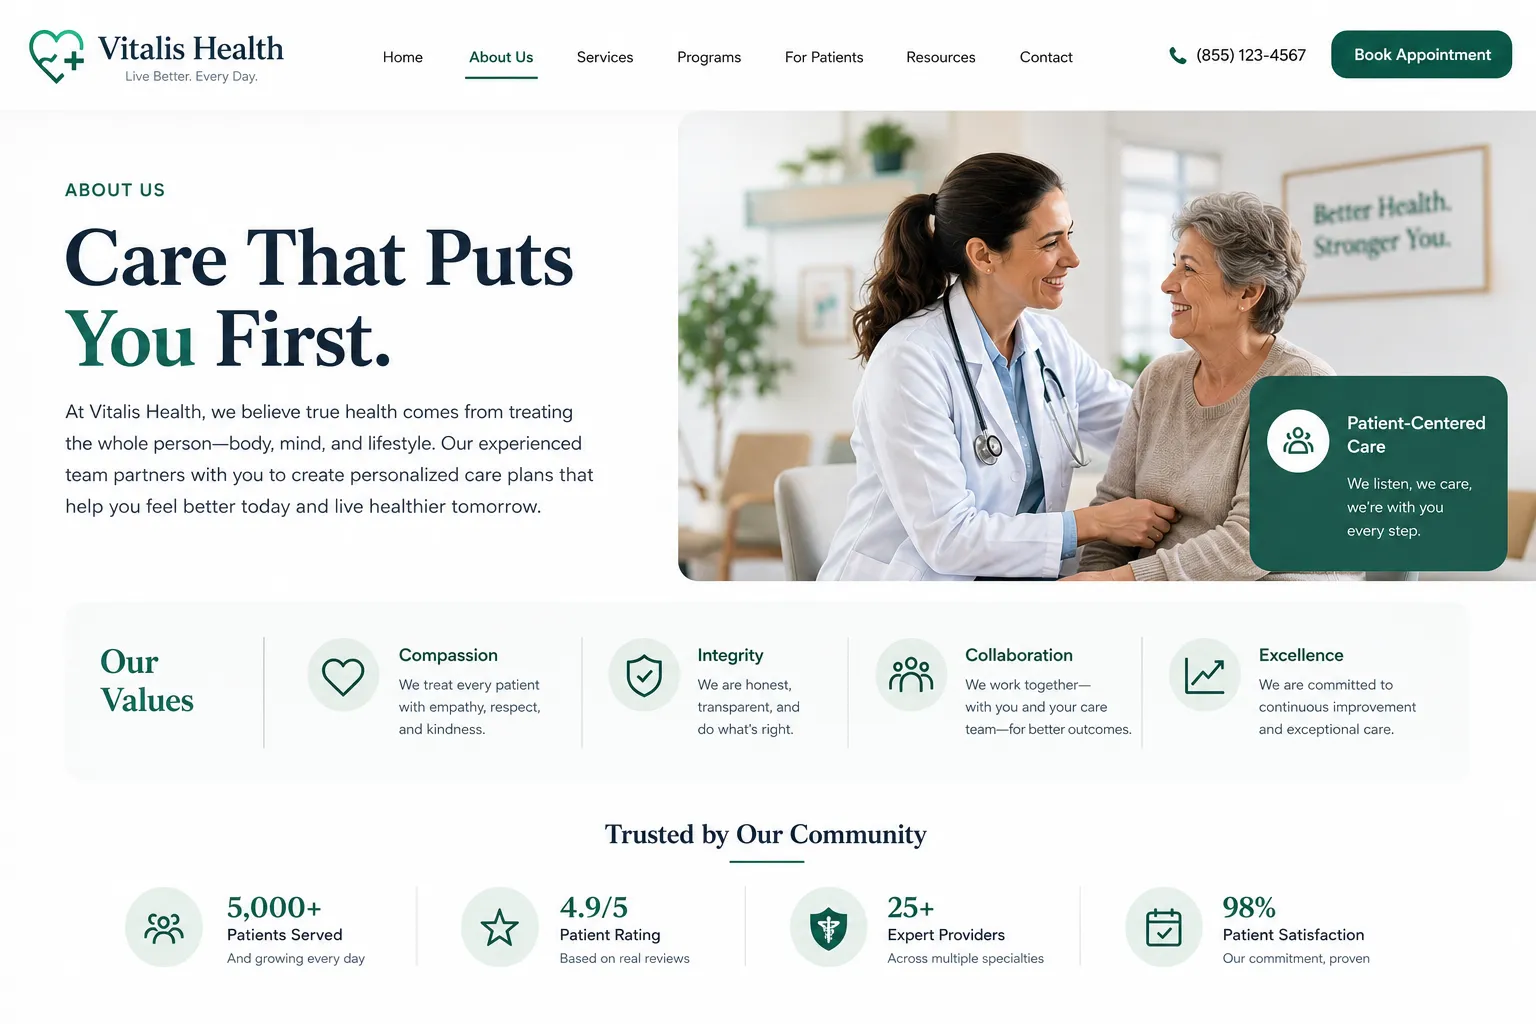 Vitalis Health
Live Better. Every Day.
Home
About Us
Services
Programs
For Patients
Resources
Contact
(855) 123-4567
Book Appointment
ABOUT US
Care That Puts
You First.
At Vitalis Health, we believe true health comes from treating
the whole person—body, mind, and lifestyle. Our experienced
team partners with you to create personalized care plans that
help you feel better today and live healthier tomorrow.
Better Health.
Stronger You.
Patient-Centered
Care
We listen, we care,
we're with you
every step.
Our
Values
Compassion
We treat every patient
with empathy, respect,
and kindness.
Integrity
We are honest,
transparent, and
do what's right.
Collaboration
We work together—
with you and your care
team—for better outcomes.
Excellence
We are committed to
continuous improvement
and exceptional care.
Trusted by Our Community
5,000+
Patients Served
And growing every day
4.9/5
Patient Rating
Based on real reviews
25+
Expert Providers
Across multiple specialties
98%
Patient Satisfaction
Our commitment, proven